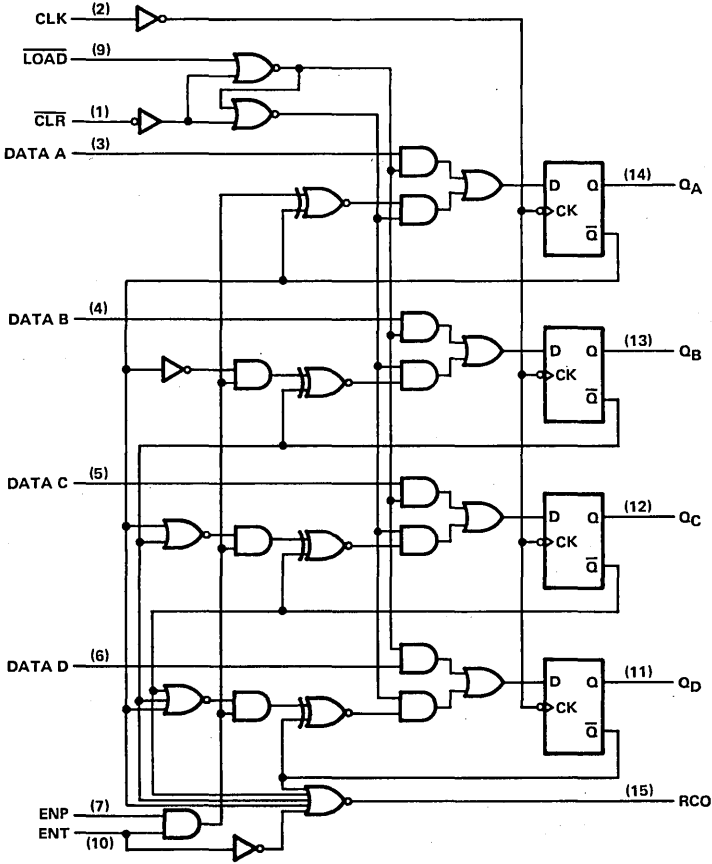 CLK (2)
LOAD (9)
CLR (1)
DATA A (3)
D Q (14) QA
CK
Q
DATA B (4)
D Q (13) QB
CK
Q
DATA C (5)
D Q (12) QC
CK
Q
DATA D (6)
D Q (11) QD
CK
Q
ENP (7)
(15) RCO
ENT (10)